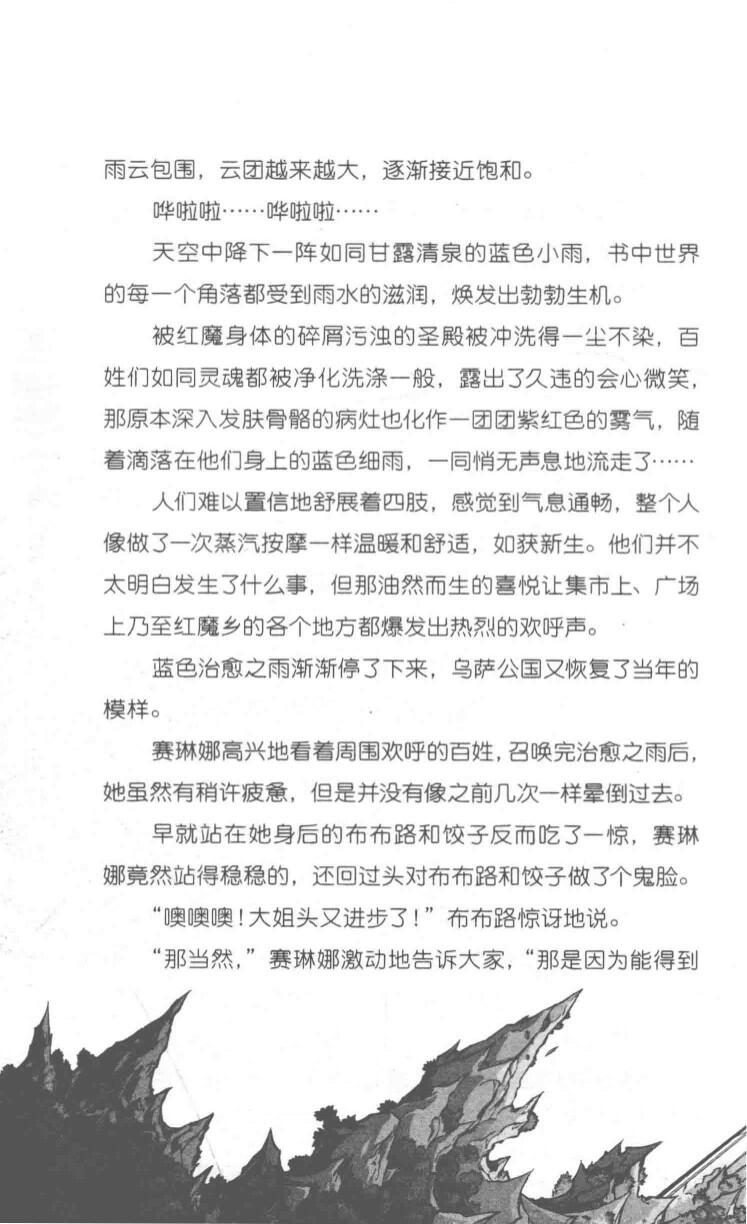 雨云包围，云团越来越大，逐渐接近饱和。
哗啦啦……哗啦啦……
天空中降下一阵如同甘露清泉的蓝色小雨，书中世界
的每一个角落都受到雨水的滋润，焕发出勃勃生机。
被红魔身体的碎屑污浊的圣殿被冲洗得一尘不染，百
姓们如同灵魂都被净化洗涤一般，露出了久违的会心微笑，
那原本深入发肤骨骼的病灶也化作一团团紫红色的雾气，随
着滴落在他们身上的蓝色细雨，一同悄无声息地流走了……
人们难以置信地舒展着四肢，感觉到气息通畅，整个人
像做了一次蒸汽按摩一样温暖和舒适，如获新生。他们并不
太明白发生了什么事，但那油然而生的喜悦让集市上、广场
上乃至红魔乡的各个地方都爆发出热烈的欢呼声。
蓝色治愈之雨渐渐停了下来，乌萨公国又恢复了当年的
模样。
赛琳娜高兴地看着周围欢呼的百姓，召唤完治愈之雨后，
她虽然有稍许疲惫，但是并没有像之前几次一样晕倒过去。
早就站在她身后的布布路和饺子反而吃了一惊，赛琳
娜竟然站得稳稳的，还回过头对布布路和饺子做了个鬼脸。
“噢噢噢！大姐头又进步了！”布布路惊讶地说。
“那当然，”赛琳娜激动地告诉大家，“那是因为能得到